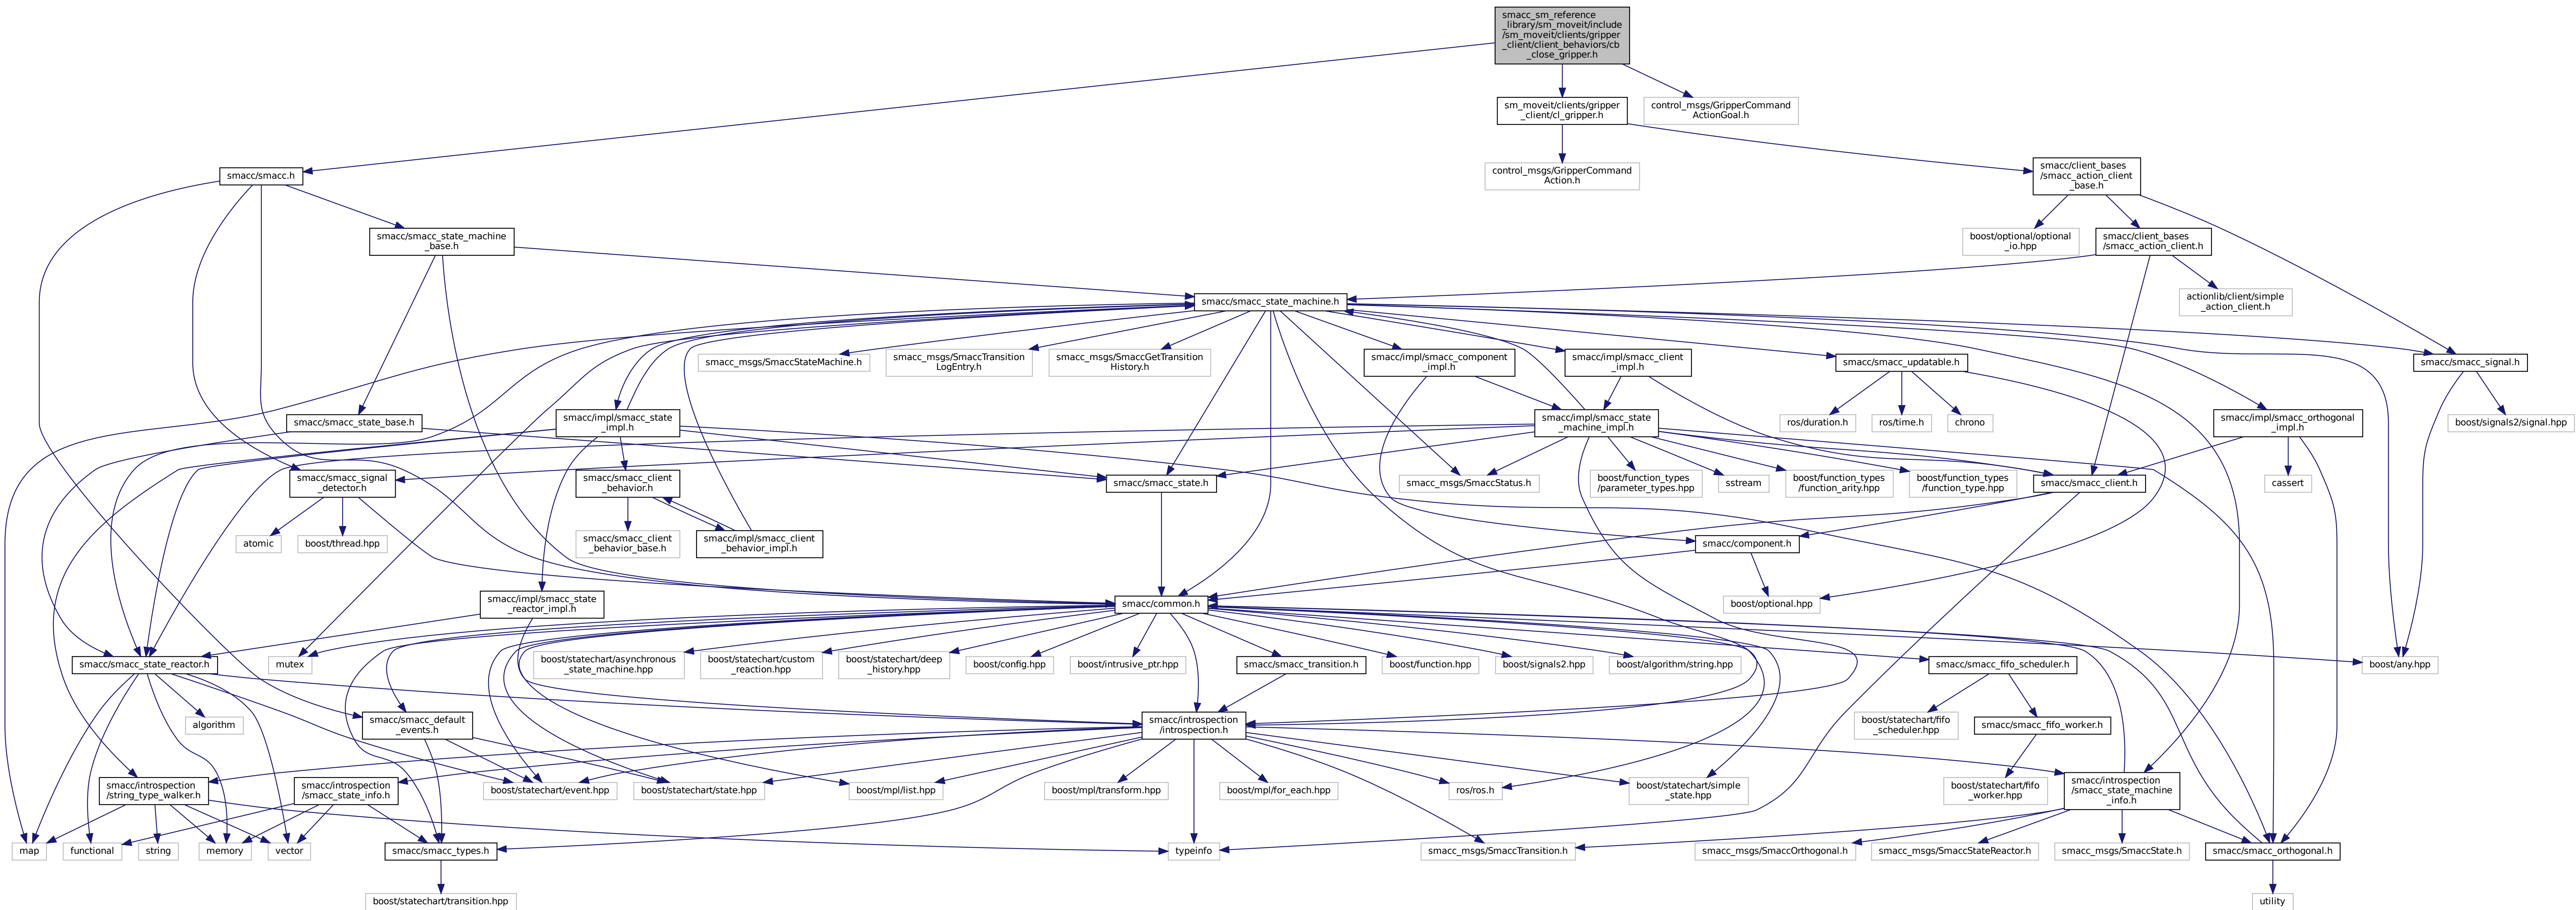 smacc_sm_reference
_library/sm_moveit/include
/sm_moveit/clients/gripper
_client/client_behaviors/cb
_close_gripper.h
sm_moveit/clients/gripper
_client/cl_gripper.h
control_msgs/GripperCommand
ActionGoal.h
smacc/smacc.h
control_msgs/GripperCommand
Action.h
smacc/client_bases
/smacc_action_client
_base.h
smacc/smacc_state_machine
_base.h
boost/optional/optional
_io.hpp
smacc/client_bases
/smacc_action_client.h
smacc/smacc_state_machine.h
actionlib/client/simple
_action_client.h
smacc_msgs/SmaccStateMachine.h
smacc_msgs/SmaccTransition
LogEntry.h
smacc_msgs/SmaccGetTransition
History.h
smacc/impl/smacc_component
_impl.h
smacc/impl/smacc_client
_impl.h
smacc/smacc_updatable.h
smacc/smacc_signal.h
smacc/smacc_state_base.h
smacc/impl/smacc_state
_impl.h
smacc/impl/smacc_state
_machine_impl.h
ros/duration.h
ros/time.h
chrono
smacc/impl/smacc_orthogonal
_impl.h
boost/signals2/signal.hpp
smacc/smacc_signal
_detector.h
smacc/smacc_client
_behavior.h
smacc/smacc_state.h
smacc_msgs/SmaccStatus.h
boost/function_types
/parameter_types.hpp
sstream
boost/function_types
/function_arity.hpp
boost/function_types
/function_type.hpp
smacc/smacc_client.h
cassert
atomic
boost/thread.hpp
smacc/smacc_client
_behavior_base.h
smacc/impl/smacc_client
_behavior_impl.h
smacc/component.h
smacc/impl/smacc_state
_reactor_impl.h
smacc/common.h
boost/optional.hpp
smacc/smacc_state_reactor.h
mutex
boost/statechart/asynchronous
_state_machine.hpp
boost/statechart/custom
_reaction.hpp
boost/statechart/deep
_history.hpp
boost/config.hpp
boost/intrusive_ptr.hpp
smacc/smacc_transition.h
boost/function.hpp
boost/signals2.hpp
boost/algorithm/string.hpp
smacc/smacc_fifo_scheduler.h
boost/any.hpp
algorithm
smacc/smacc_default
_events.h
smacc/introspection
/introspection.h
boost/statechart/fifo
_scheduler.hpp
smacc/smacc_fifo_worker.h
smacc/introspection
/string_type_walker.h
smacc/introspection
/smacc_state_info.h
boost/statechart/event.hpp
boost/statechart/state.hpp
boost/mpl/list.hpp
boost/mpl/transform.hpp
boost/mpl/for_each.hpp
ros/ros.h
boost/statechart/simple
_state.hpp
boost/statechart/fifo
_worker.hpp
smacc/introspection
/smacc_state_machine
_info.h
map
functional
string
memory
vector
smacc/smacc_types.h
typeinfo
smacc_msgs/SmaccTransition.h
smacc_msgs/SmaccOrthogonal.h
smacc_msgs/SmaccStateReactor.h
smacc_msgs/SmaccState.h
smacc/smacc_orthogonal.h
boost/statechart/transition.hpp
utility